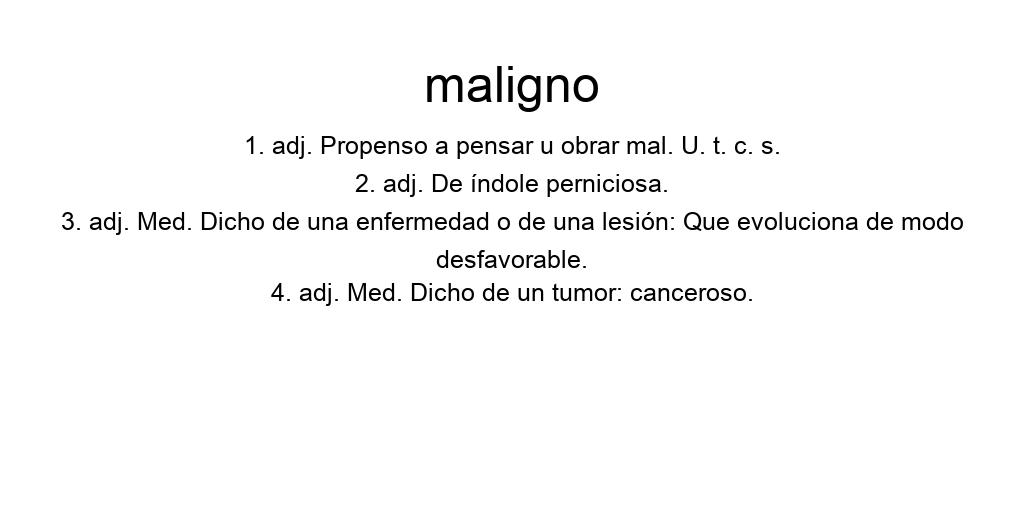 maligno
1. adj. Propenso a pensar u obrar mal. U. t. c. s.
2. adj. De índole perniciosa.
3. adj. Med. Dicho de una enfermedad o de una lesión: Que evoluciona de modo
desfavorable.
4. adj. Med. Dicho de un tumor: canceroso.